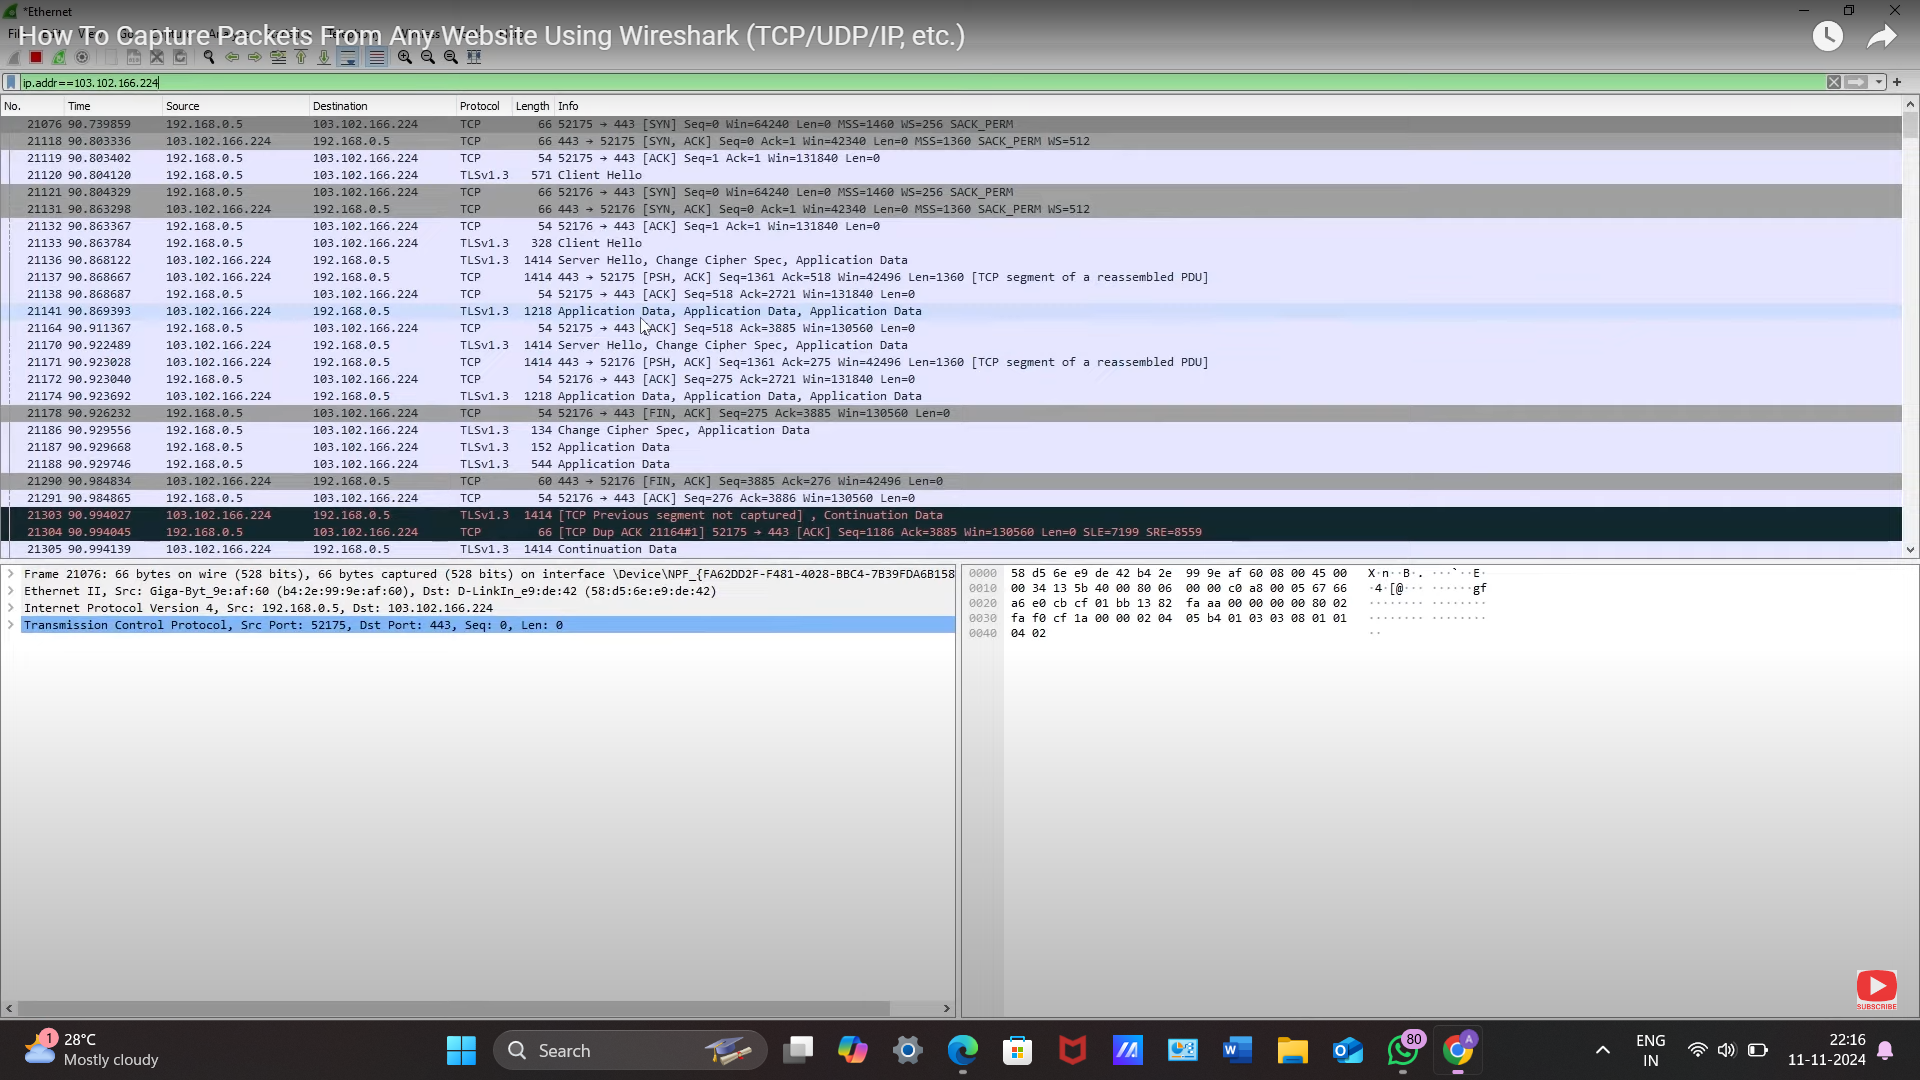 *Ethernet
How To Capture Packets From Any Website Using Wireshark (TCP/UDP/IP, etc.)
ip.addr==103.102.166.224
No. Time Source Destination Protocol Length Info
21076 90.739859 192.168.0.5 103.102.166.224 TCP 66 52175 → 443 [SYN] Seq=0 Win=64240 Len=0 MSS=1460 WS=256 SACK_PERM
21118 90.803336 103.102.166.224 192.168.0.5 TCP 66 443 → 52175 [SYN, ACK] Seq=0 Ack=1 Win=42340 Len=0 MSS=1360 SACK_PERM WS=512
21119 90.803402 192.168.0.5 103.102.166.224 TCP 54 52175 → 443 [ACK] Seq=1 Ack=1 Win=131840 Len=0
21120 90.804120 192.168.0.5 103.102.166.224 TLSv1.3 571 Client Hello
21121 90.804329 192.168.0.5 103.102.166.224 TCP 66 52176 → 443 [SYN] Seq=0 Win=64240 Len=0 MSS=1460 WS=256 SACK_PERM
21131 90.863298 103.102.166.224 192.168.0.5 TCP 66 443 → 52176 [SYN, ACK] Seq=0 Ack=1 Win=42340 Len=0 MSS=1360 SACK_PERM WS=512
21132 90.863367 192.168.0.5 103.102.166.224 TCP 54 52176 → 443 [ACK] Seq=1 Ack=1 Win=131840 Len=0
21133 90.863784 192.168.0.5 103.102.166.224 TLSv1.3 328 Client Hello
21136 90.868122 103.102.166.224 192.168.0.5 TLSv1.3 1414 Server Hello, Change Cipher Spec, Application Data
21137 90.868667 103.102.166.224 192.168.0.5 TCP 1414 443 → 52175 [PSH, ACK] Seq=1361 Ack=518 Win=42496 Len=1360 [TCP segment of a reassembled PDU]
21138 90.868687 192.168.0.5 103.102.166.224 TCP 54 52175 → 443 [ACK] Seq=518 Ack=2721 Win=131840 Len=0
21141 90.869393 103.102.166.224 192.168.0.5 TLSv1.3 1218 Application Data, Application Data, Application Data
21164 90.911367 192.168.0.5 103.102.166.224 TCP 54 52175 → 443 [ACK] Seq=518 Ack=3885 Win=130560 Len=0
21170 90.922489 103.102.166.224 192.168.0.5 TLSv1.3 1414 Server Hello, Change Cipher Spec, Application Data
21171 90.923028 103.102.166.224 192.168.0.5 TCP 1414 443 → 52176 [PSH, ACK] Seq=1361 Ack=275 Win=42496 Len=1360 [TCP segment of a reassembled PDU]
21172 90.923040 192.168.0.5 103.102.166.224 TCP 54 52176 → 443 [ACK] Seq=275 Ack=2721 Win=131840 Len=0
21174 90.923692 103.102.166.224 192.168.0.5 TLSv1.3 1218 Application Data, Application Data, Application Data
21178 90.926232 192.168.0.5 103.102.166.224 TCP 54 52176 → 443 [FIN, ACK] Seq=275 Ack=3885 Win=130560 Len=0
21186 90.929556 192.168.0.5 103.102.166.224 TLSv1.3 134 Change Cipher Spec, Application Data
21187 90.929668 192.168.0.5 103.102.166.224 TLSv1.3 152 Application Data
21188 90.929746 192.168.0.5 103.102.166.224 TLSv1.3 544 Application Data
21290 90.984834 103.102.166.224 192.168.0.5 TCP 60 443 → 52176 [FIN, ACK] Seq=3885 Ack=276 Win=42496 Len=0
21291 90.984865 192.168.0.5 103.102.166.224 TCP 54 52176 → 443 [ACK] Seq=276 Ack=3886 Win=130560 Len=0
21303 90.994027 103.102.166.224 192.168.0.5 TLSv1.3 1414 [TCP Previous segment not captured] , Continuation Data
21304 90.994045 192.168.0.5 103.102.166.224 TCP 66 [TCP Dup ACK 21164#1] 52175 → 443 [ACK] Seq=1186 Ack=3885 Win=130560 Len=0 SLE=7199 SRE=8559
21305 90.994139 103.102.166.224 192.168.0.5 TLSv1.3 1414 Continuation Data
Frame 21076: 66 bytes on wire (528 bits), 66 bytes captured (528 bits) on interface \Device\NPF_{FA62DD2F-F481-4028-BBC4-7B39FDA6B158
Ethernet II, Src: Giga-Byt_9e:af:60 (b4:2e:99:9e:af:60), Dst: D-LinkIn_e9:de:42 (58:d5:6e:e9:de:42)
Internet Protocol Version 4, Src: 192.168.0.5, Dst: 103.102.166.224
Transmission Control Protocol, Src Port: 52175, Dst Port: 443, Seq: 0, Len: 0
0000 58 d5 6e e9 de 42 b4 2e 99 9e af 60 08 00 45 00 X·n··B·. ···`··E·
0010 00 34 13 5b 40 00 80 06 00 00 c0 a8 00 05 67 66 ·4·[@··· ······gf
0020 a6 e0 cb cf 01 bb 13 82 fa aa 00 00 00 00 80 02 ········ ········
0030 fa f0 cf 1a 00 00 02 04 05 b4 01 03 03 08 01 01 ········ ········
0040 04 02 ··
SUBSCRIBE
1
28°C
Mostly cloudy
Search
80
A
ENG
IN
22:16
11-11-2024